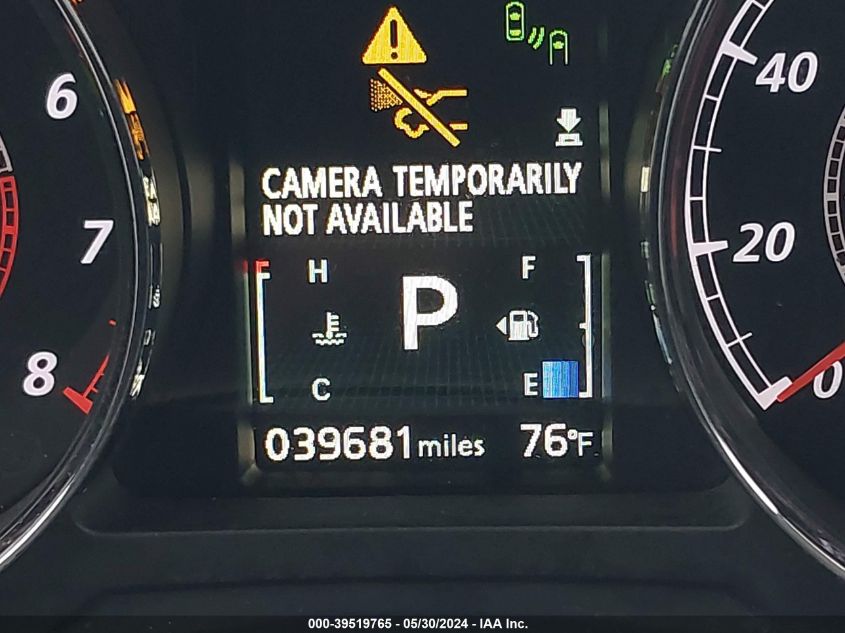 6
7
8
CAMERA TEMPORARILY
NOT AVAILABLE
H F
P
C E
039681 miles 76°F
40
20
0
000-39519765 - 05/30/2024 - IAA Inc.